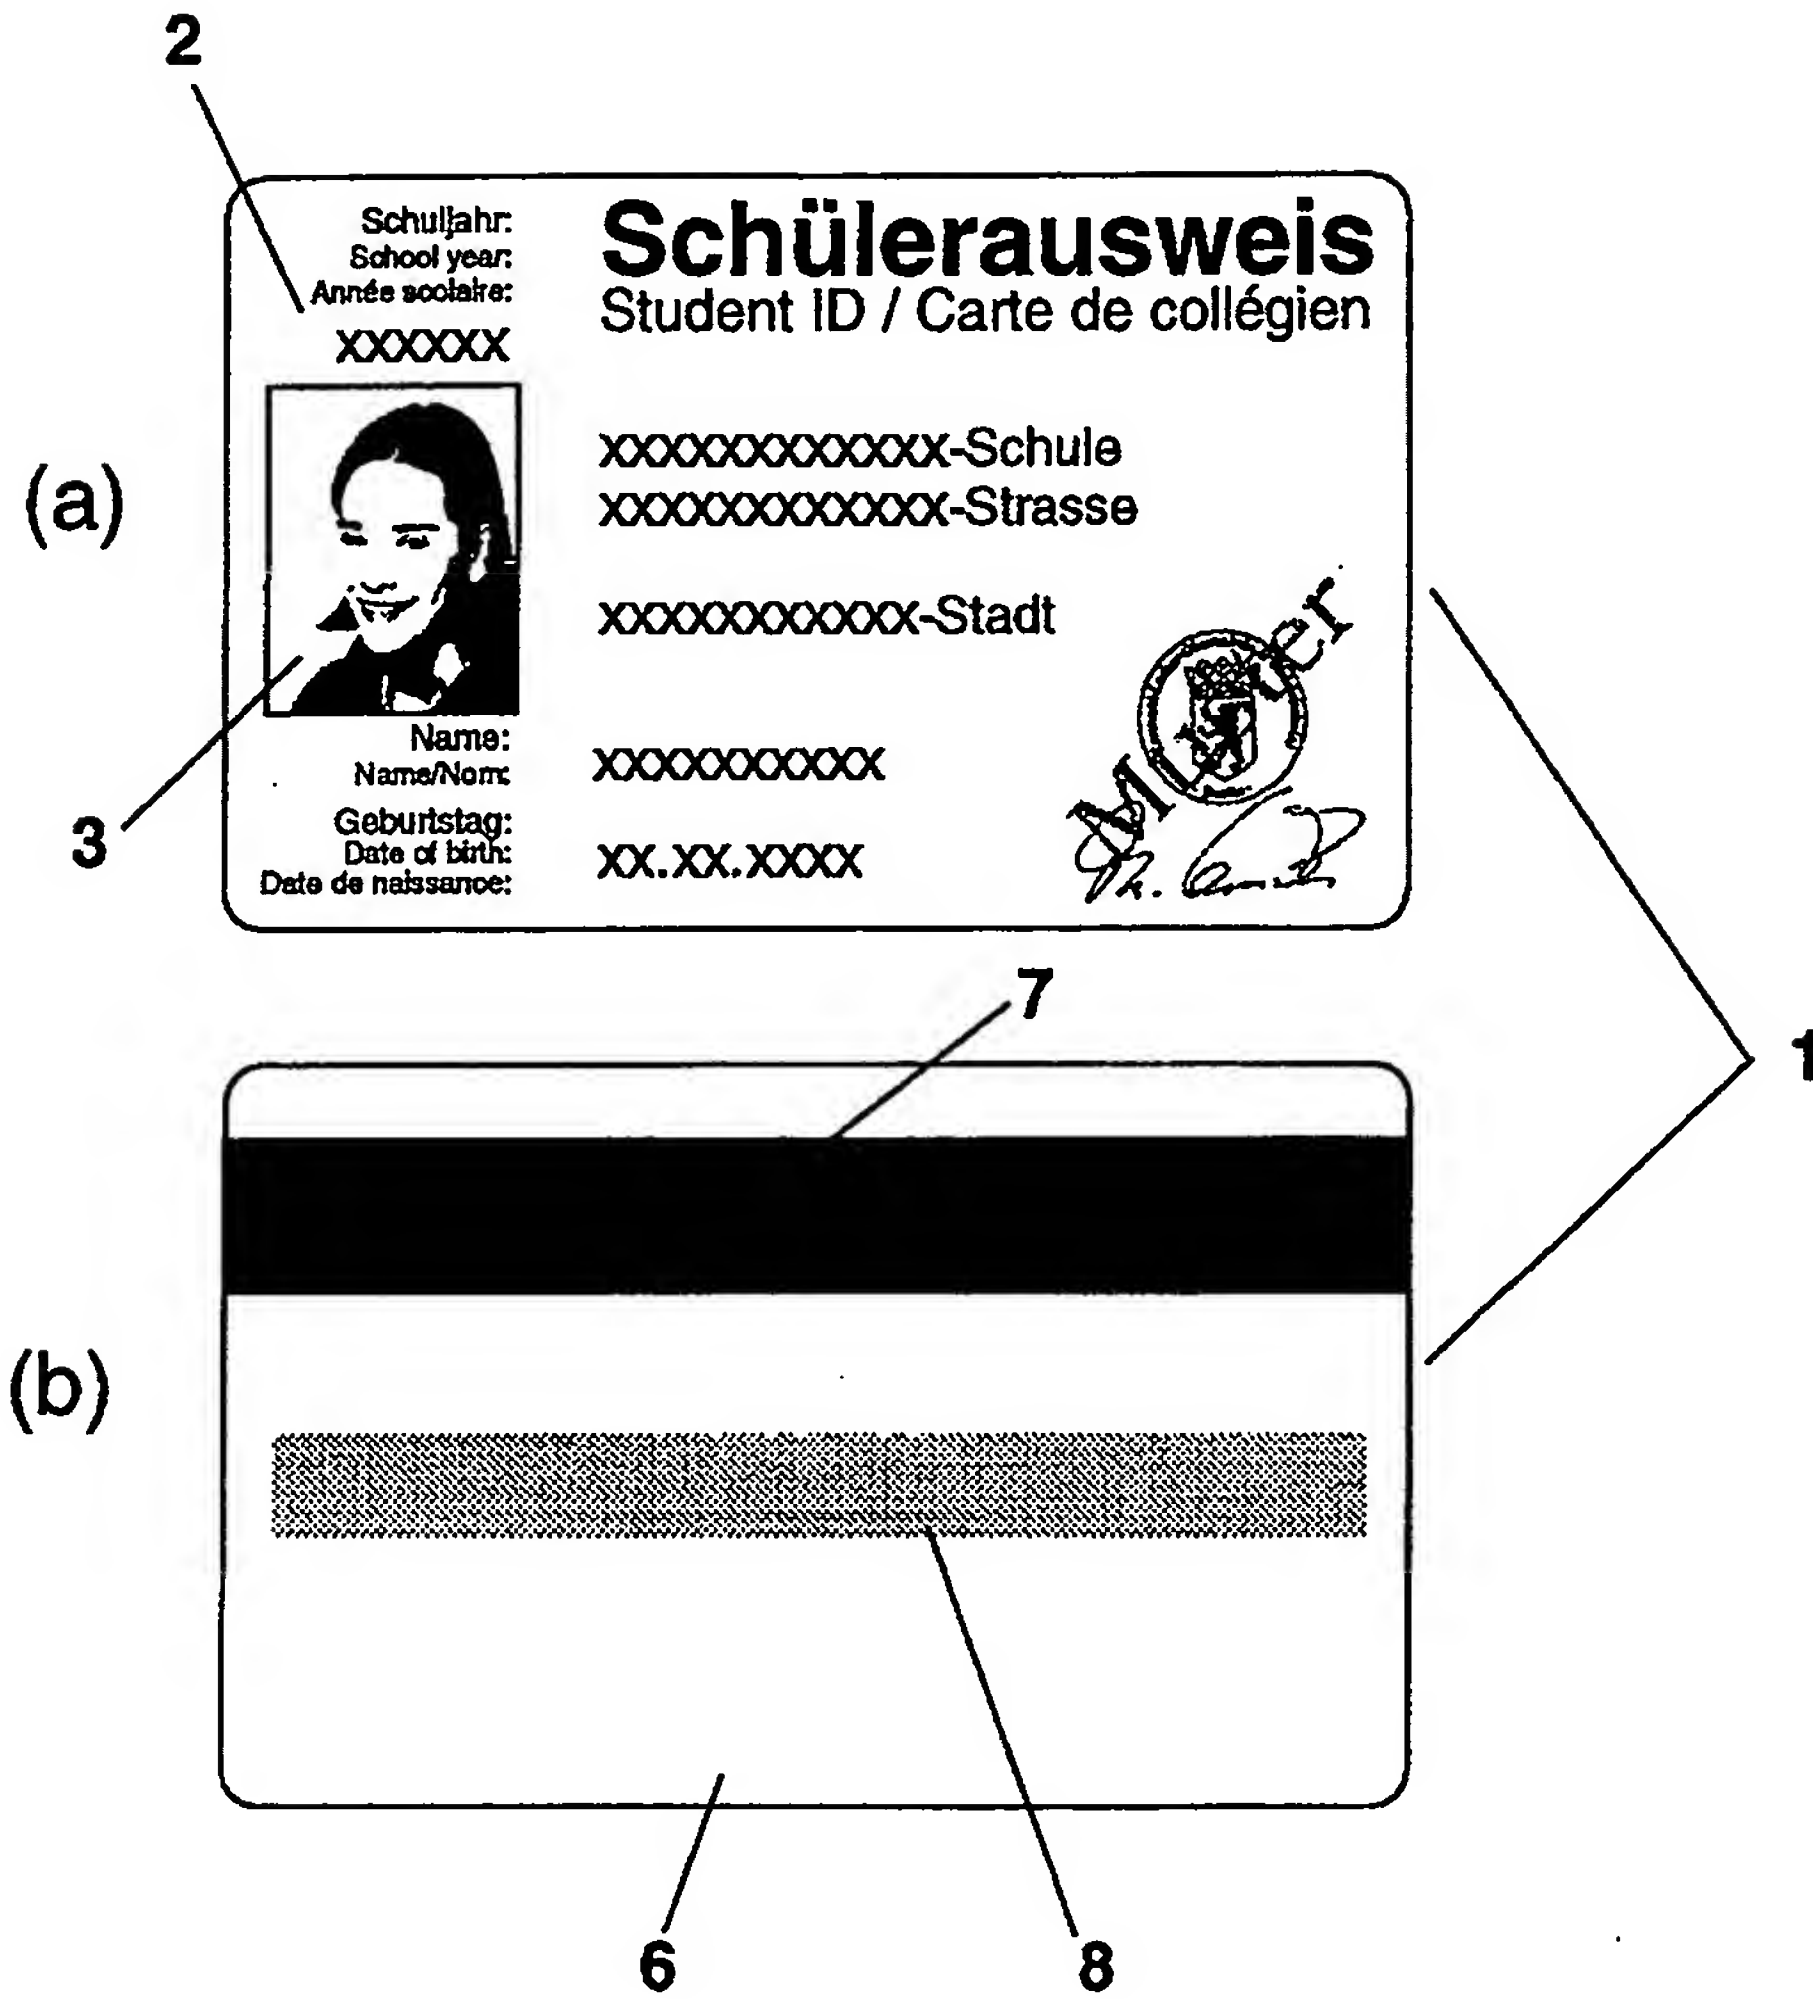 2
Schuljahr:
School year:
Année scolaire:
XXXXXX
Schülerausweis
Student ID / Carte de collégien
(a)
XXXXXXXXXXXXX-Schule
XXXXXXXXXXXXX-Strasse
XXXXXXXXXXXX-Stadt
Muster
3
Name:
Name/Nom:
XXXXXXXXXXX
Geburtstag:
Date of birth:
Date de naissance:
XX.XX.XXXX
7
1
(b)
6
8